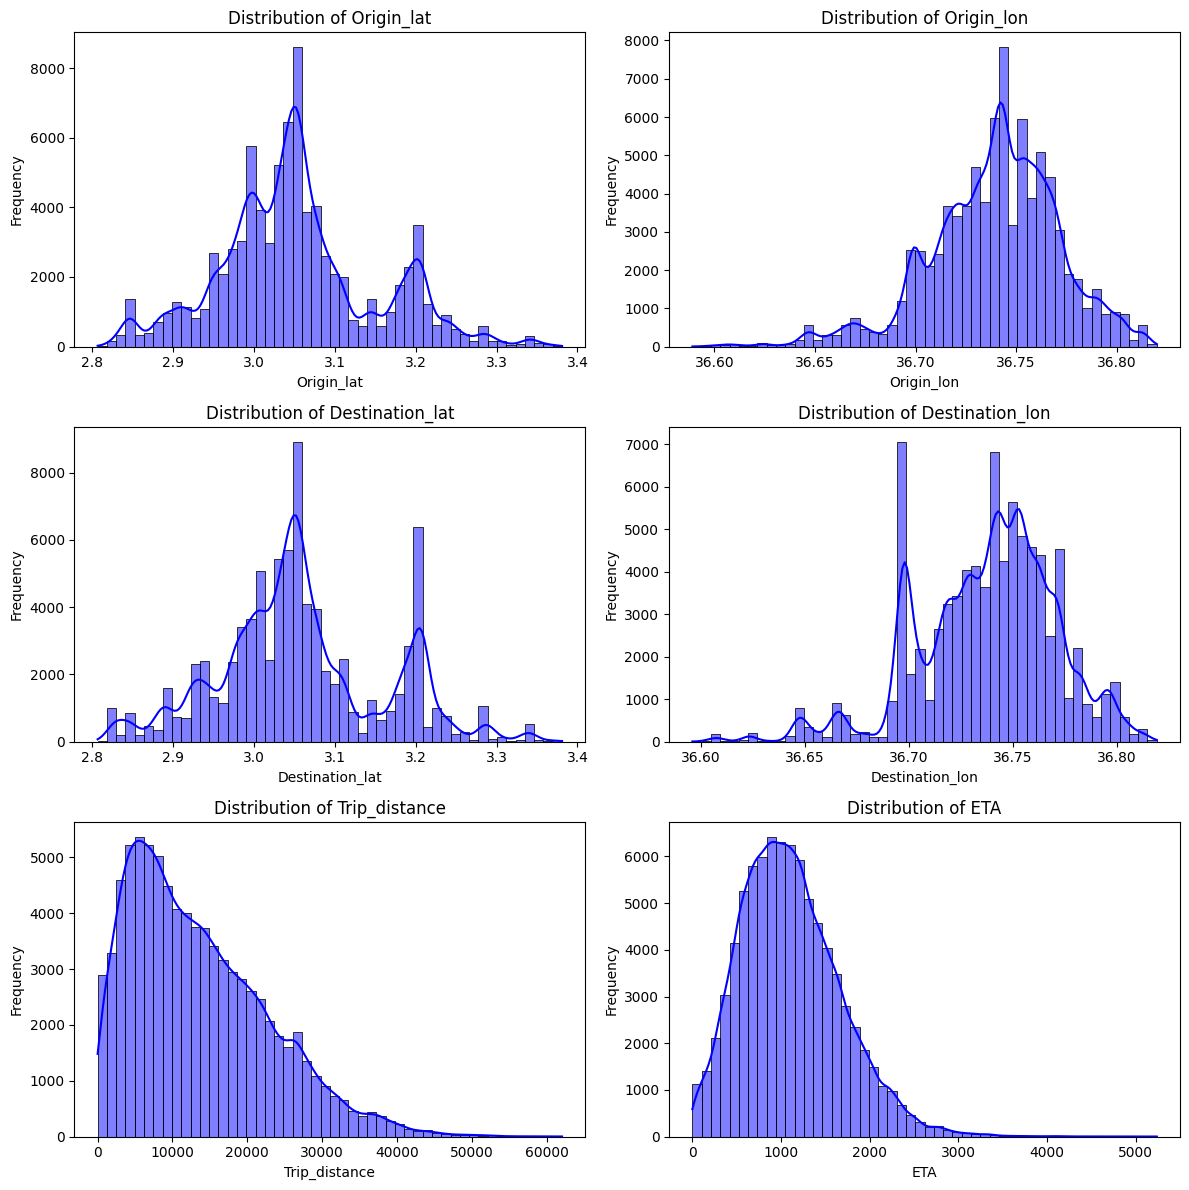 Distribution of Origin_lat
Frequency
8000
6000
4000
2000
0
2.8 2.9 3.0 3.1 3.2 3.3 3.4
Origin_lat
Distribution of Origin_lon
Frequency
8000
7000
6000
5000
4000
3000
2000
1000
0
36.60 36.65 36.70 36.75 36.80
Origin_lon
Distribution of Destination_lat
Frequency
8000
6000
4000
2000
0
2.8 2.9 3.0 3.1 3.2 3.3 3.4
Destination_lat
Distribution of Destination_lon
Frequency
7000
6000
5000
4000
3000
2000
1000
0
36.60 36.65 36.70 36.75 36.80
Destination_lon
Distribution of Trip_distance
Frequency
5000
4000
3000
2000
1000
0
0 10000 20000 30000 40000 50000 60000
Trip_distance
Distribution of ETA
Frequency
6000
5000
4000
3000
2000
1000
0
0 1000 2000 3000 4000 5000
ETA